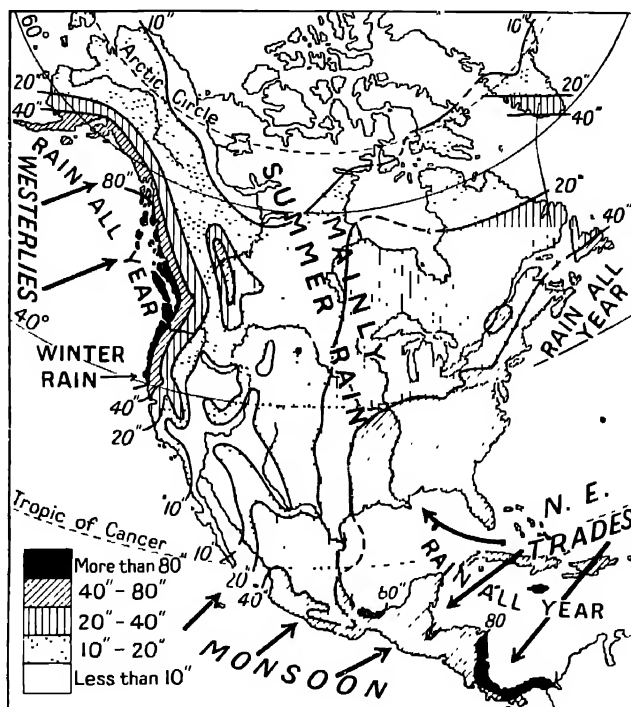 60°
10"
10"
Arctic Circle
20"
40"
20"
40"
WESTERLIES
RAIN ALL YEAR
80"
SUMMER
MAINLY
RAIN
20"
40"
RAIN ALL
YEAR
40°
WINTER
RAIN
40"
20"
10"
10"
Tropic of Cancer
20"
40"
60"
N. E.
TRADES
RAIN ALL YEAR
80
MONSOON
More than 80"
40"-80"
20"-40"
10"-20"
Less than 10"